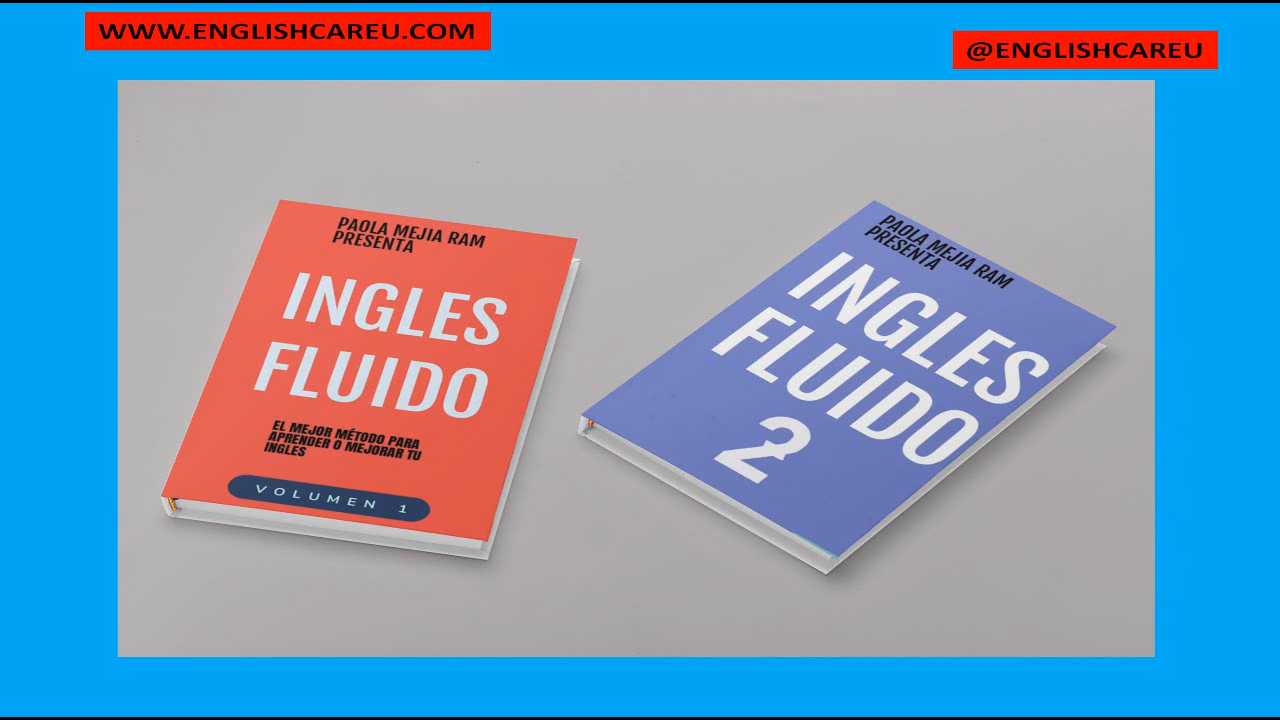 WWW.ENGLISHCAREU.COM
@ENGLISHCAREU
PAOLA MEJIA RAM
PRESENTA
INGLES
FLUIDO
EL MEJOR MÉTODO PARA
APRENDER O MEJORAR TU
INGLES
VOLUMEN 1
PAOLA MEJIA RAM
PRESENTA
INGLES
FLUIDO
2